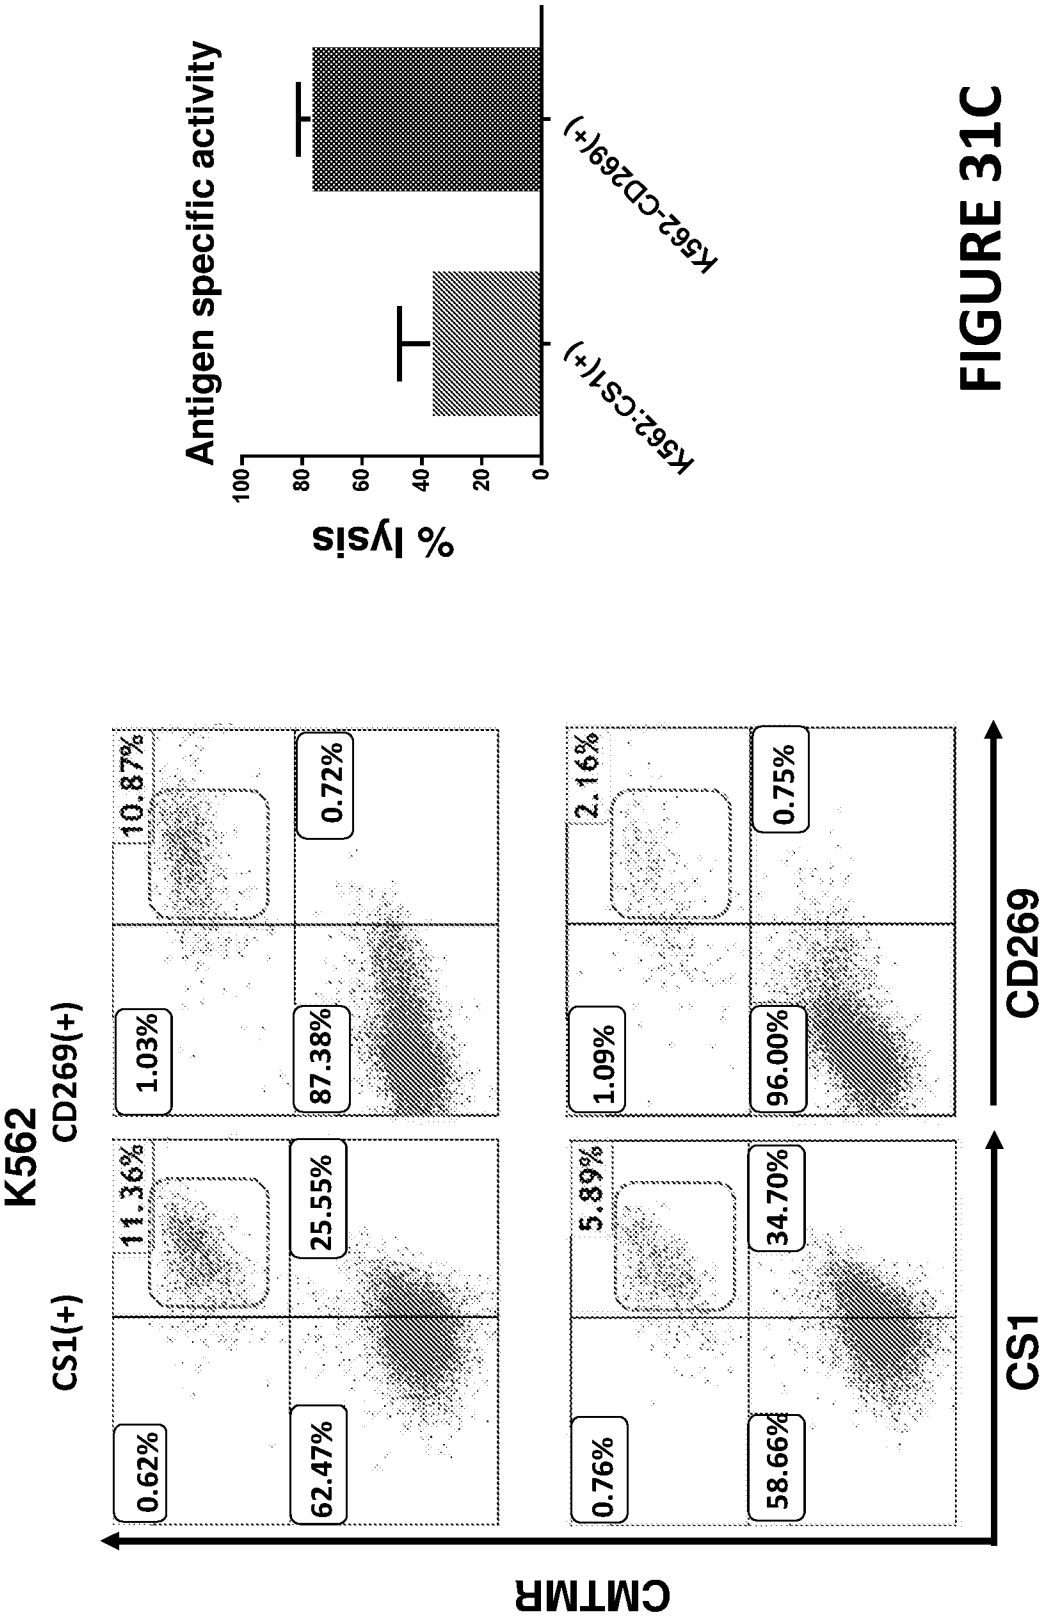 K562
CS1(+)
CD269(+)
0.62%
11.36%
62.47%
25.55%
1.03%
10.87%
87.38%
0.72%
0.76%
5.89%
58.66%
34.70%
1.09%
2.16%
96.00%
0.75%
CMTMR
CS1
CD269
Antigen specific activity
% lysis
100
80
60
40
20
0
K562:CS1(+)
K562-CD269(+)
FIGURE 31C